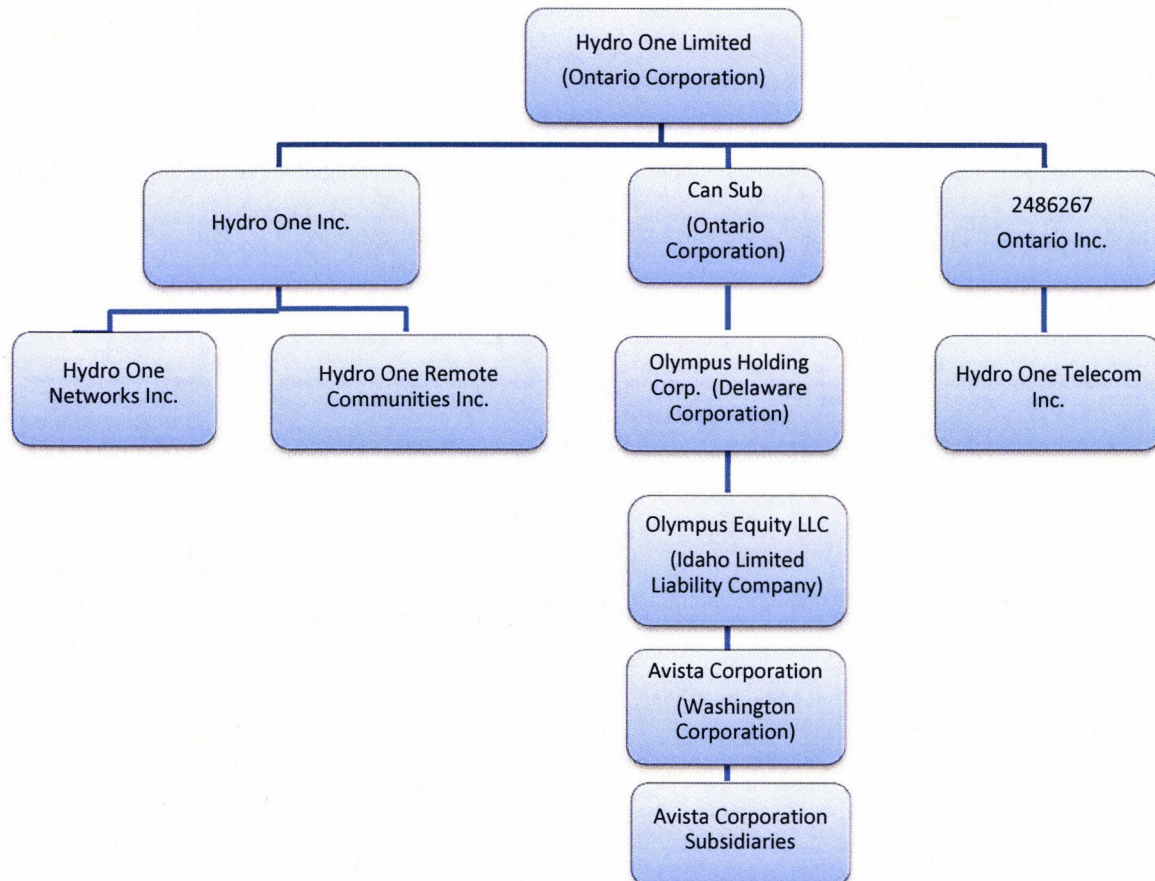 Hydro One Limited
(Ontario Corporation)
Hydro One Inc.
Can Sub
(Ontario
Corporation)
2486267
Ontario Inc.
Hydro One
Networks Inc.
Hydro One Remote
Communities Inc.
Olympus Holding
Corp. (Delaware
Corporation)
Hydro One Telecom
Inc.
Olympus Equity LLC
(Idaho Limited
Liability Company)
Avista Corporation
(Washington
Corporation)
Avista Corporation
Subsidiaries